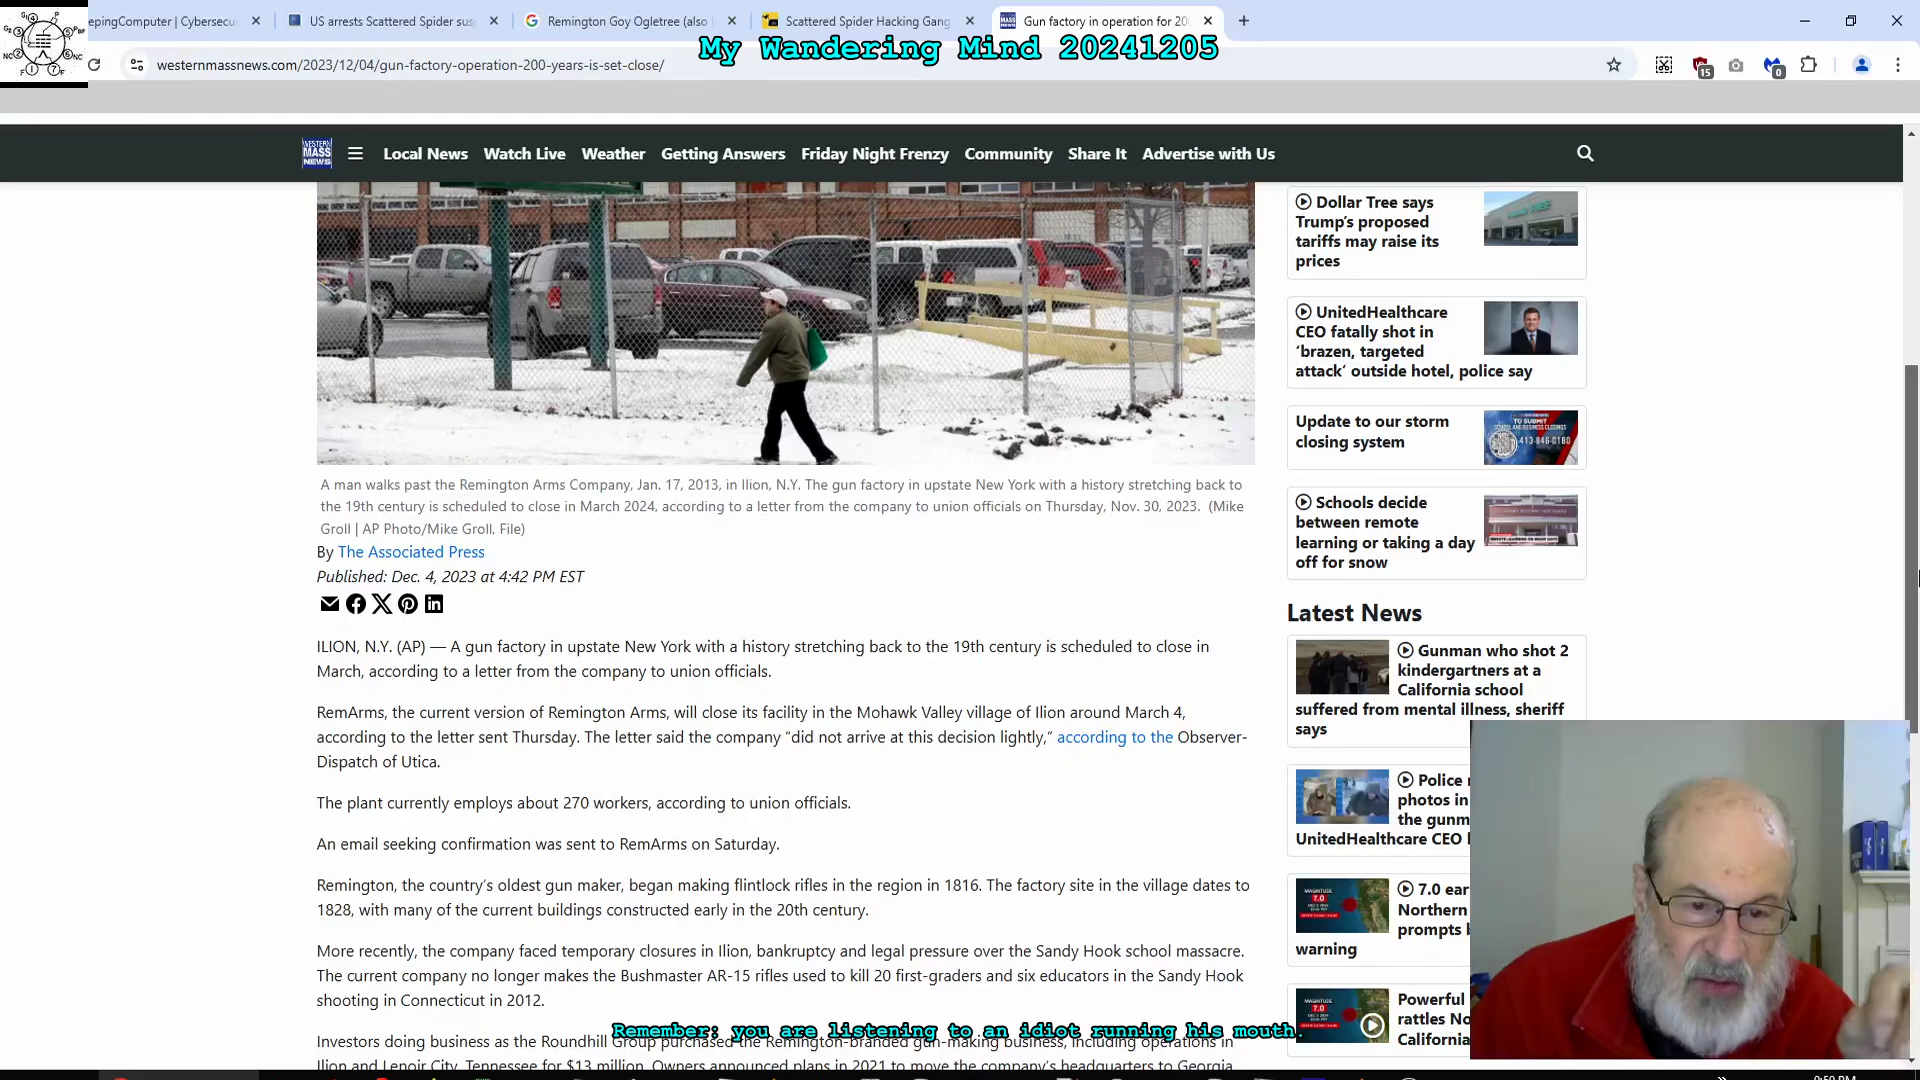 epingComputer | Cybersecu
US arrests Scattered Spider sus
Remington Goy Ogletree (also
Scattered Spider Hacking Gang
Gun factory in operation for 200
My Wandering Mind 20241205
westernmassnews.com/2023/12/04/gun-factory-operation-200-years-is-set-close/
15
0
WESTERN MASS NEWS
Local News
Watch Live
Weather
Getting Answers
Friday Night Frenzy
Community
Share It
Advertise with Us
A man walks past the Remington Arms Company, Jan. 17, 2013, in Ilion, N.Y. The gun factory in upstate New York with a history stretching back to
the 19th century is scheduled to close in March 2024, according to a letter from the company to union officials on Thursday, Nov. 30, 2023. (Mike
Groll | AP Photo/Mike Groll, File)
By The Associated Press
Published: Dec. 4, 2023 at 4:42 PM EST
ILION, N.Y. (AP) — A gun factory in upstate New York with a history stretching back to the 19th century is scheduled to close in
March, according to a letter from the company to union officials.
RemArms, the current version of Remington Arms, will close its facility in the Mohawk Valley village of Ilion around March 4,
according to the letter sent Thursday. The letter said the company “did not arrive at this decision lightly,” according to the Observer-
Dispatch of Utica.
The plant currently employs about 270 workers, according to union officials.
An email seeking confirmation was sent to RemArms on Saturday.
Remington, the country’s oldest gun maker, began making flintlock rifles in the region in 1816. The factory site in the village dates to
1828, with many of the current buildings constructed early in the 20th century.
More recently, the company faced temporary closures in Ilion, bankruptcy and legal pressure over the Sandy Hook school massacre.
The current company no longer makes the Bushmaster AR-15 rifles used to kill 20 first-graders and six educators in the Sandy Hook
shooting in Connecticut in 2012.
Remember: you are listening to an idiot running his mouth.
Investors doing business as the Roundhill Group purchased the Remington-branded gun-making business, including operations in
Ilion and Lenoir City, Tennessee for $13 million. Owners announced plans in 2021 to move the company’s headquarters to Georgia
Dollar Tree says
Trump’s proposed
tariffs may raise its
prices
UnitedHealthcare
CEO fatally shot in
‘brazen, targeted
attack’ outside hotel, police say
Update to our storm
closing system
413-846-0180
Schools decide
between remote
learning or taking a day
off for snow
Latest News
Gunman who shot 2
kindergartners at a
California school
suffered from mental illness, sheriff
says
Police
photos in
the gunm
UnitedHealthcare CEO
7.0 ear
Northern
prompts
warning
MAGNITUDE
7.0
Powerful
rattles No
California
MAGNITUDE
7.0